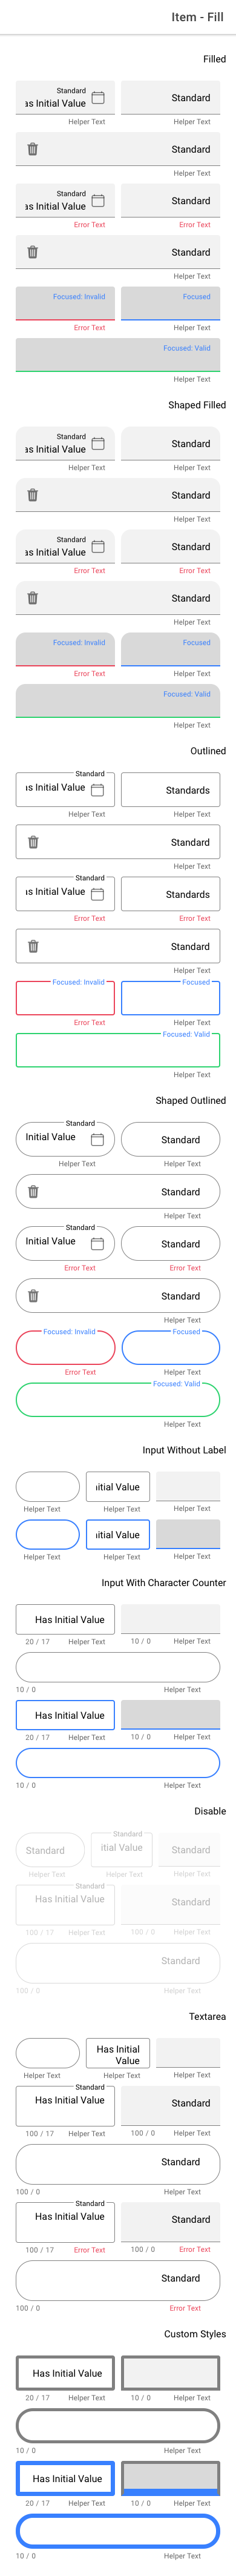 Item - Fill
Filled
Standard
as Initial Value
Standard
Helper Text
Helper Text
Standard
Helper Text
Standard
as Initial Value
Standard
Error Text
Error Text
Standard
Helper Text
Focused: Invalid
Focused
Error Text
Helper Text
Focused: Valid
Helper Text
Shaped Filled
Standard
as Initial Value
Standard
Helper Text
Helper Text
Standard
Helper Text
Standard
as Initial Value
Standard
Error Text
Error Text
Standard
Helper Text
Focused: Invalid
Focused
Error Text
Helper Text
Focused: Valid
Helper Text
Outlined
Standard
as Initial Value
Standards
Helper Text
Helper Text
Standard
Helper Text
Standard
as Initial Value
Standards
Error Text
Error Text
Standard
Helper Text
Focused: Invalid
Focused
Error Text
Helper Text
Focused: Valid
Helper Text
Shaped Outlined
Standard
Initial Value
Standard
Helper Text
Helper Text
Standard
Helper Text
Standard
Initial Value
Standard
Error Text
Error Text
Standard
Helper Text
Focused: Invalid
Focused
Error Text
Helper Text
Focused: Valid
Helper Text
Input Without Label
itial Value
Helper Text
Helper Text
Helper Text
itial Value
Helper Text
Helper Text
Helper Text
Input With Character Counter
Has Initial Value
20 / 17
Helper Text
10 / 0
Helper Text
10 / 0
Helper Text
Has Initial Value
20 / 17
Helper Text
10 / 0
Helper Text
10 / 0
Helper Text
Disable
Standard
Standard
itial Value
Standard
Helper Text
Helper Text
Helper Text
Standard
Has Initial Value
Standard
100 / 17
Helper Text
100 / 0
Helper Text
Standard
100 / 0
Helper Text
Textarea
Has Initial
Value
Helper Text
Helper Text
Helper Text
Standard
Has Initial Value
Standard
100 / 17
Helper Text
100 / 0
Helper Text
Standard
100 / 0
Helper Text
Standard
Has Initial Value
Standard
100 / 17
Error Text
100 / 0
Error Text
Standard
100 / 0
Error Text
Custom Styles
Has Initial Value
20 / 17
Helper Text
10 / 0
Helper Text
10 / 0
Helper Text
Has Initial Value
20 / 17
Helper Text
10 / 0
Helper Text
10 / 0
Helper Text